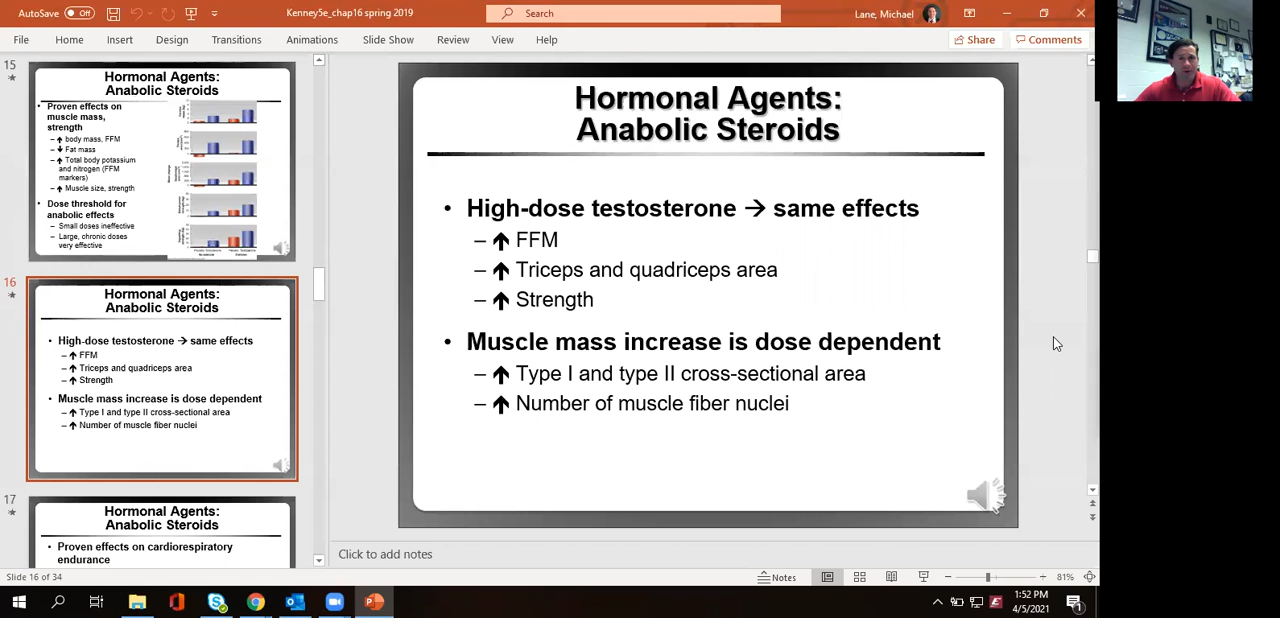 AutoSave Off
Kenney5e_chap16 spring 2019
Search
Lane, Michael
File Home Insert Design Transitions Animations Slide Show Review View Help
Share Comments
15
Hormonal Agents:
Anabolic Steroids
• Proven effects on
muscle mass,
strength
– ↑ body mass, FFM
– ↓ Fat mass
– ↑ Total body potassium
and nitrogen (FFM
markers)
– ↑ Muscle size, strength
• Dose threshold for
anabolic effects
– Small doses ineffective
– Large, chronic doses
very effective
16
Hormonal Agents:
Anabolic Steroids
• High-dose testosterone → same effects
– ↑ FFM
– ↑ Triceps and quadriceps area
– ↑ Strength
• Muscle mass increase is dose dependent
– ↑ Type I and type II cross-sectional area
– ↑ Number of muscle fiber nuclei
17
Hormonal Agents:
Anabolic Steroids
• Proven effects on cardiorespiratory
endurance
Hormonal Agents:
Anabolic Steroids
• High-dose testosterone → same effects
– ↑ FFM
– ↑ Triceps and quadriceps area
– ↑ Strength
• Muscle mass increase is dose dependent
– ↑ Type I and type II cross-sectional area
– ↑ Number of muscle fiber nuclei
Click to add notes
Slide 16 of 34
Notes
81%
1:52 PM
4/5/2021